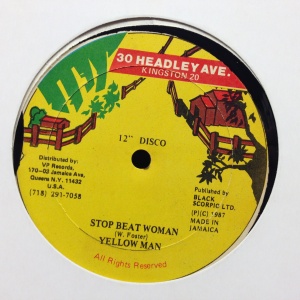 30 HEADLEY AVE.
KINGSTON 20
12" DISCO
Distributed by:
VP Records,
170-03 Jamaica Ave,
Queens N.Y. 11432
U.S.A.
(718) 291-7058
Published by
BLACK
SCORPIC LTD.
(P)(C) 1987
MADE IN
JAMAICA
STOP BEAT WOMAN
(W. Foster)
YELLOW MAN
All Rights Reserved